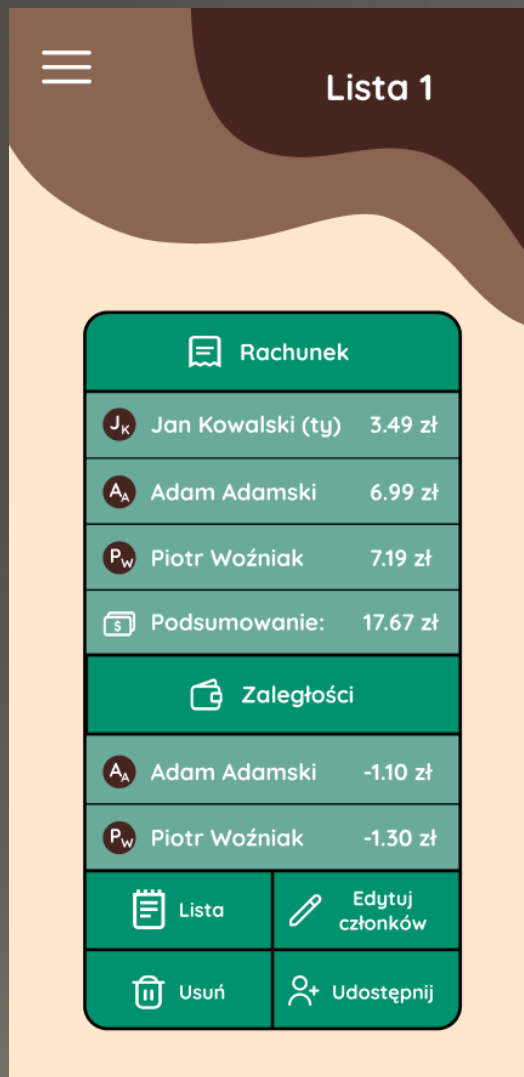 Lista 1
Rachunek
JK Jan Kowalski (ty) 3.49 zł
AA Adam Adamski 6.99 zł
PW Piotr Woźniak 7.19 zł
$ Podsumowanie: 17.67 zł
Zaległości
AA Adam Adamski -1.10 zł
PW Piotr Woźniak -1.30 zł
Lista
Edytuj
członków
Usuń
Udostępnij